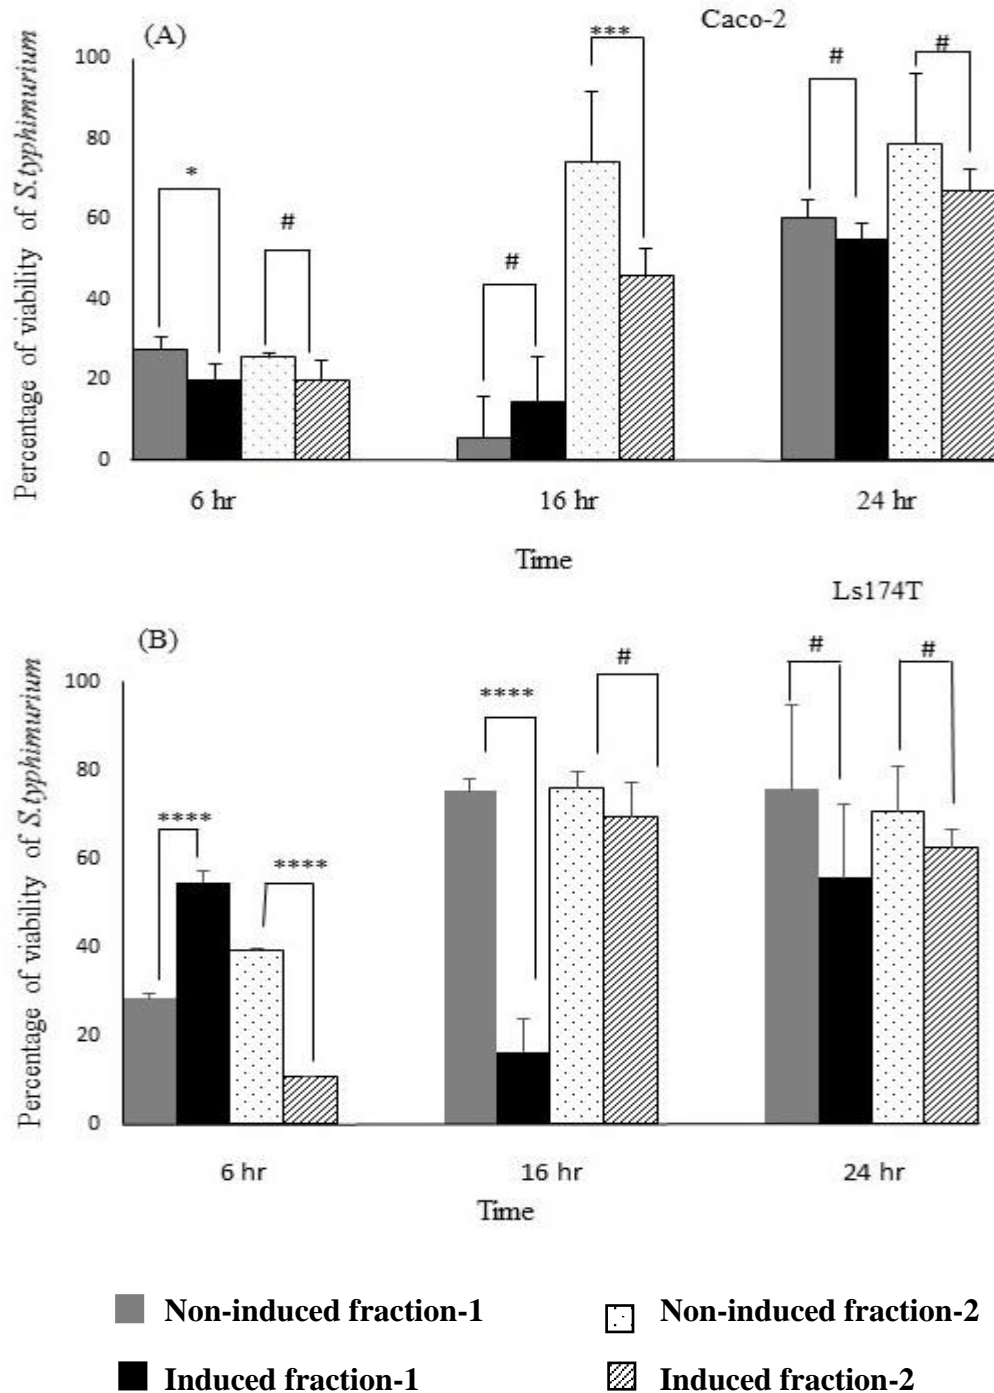 Caco-2
(A)
Percentage of viability of S.typhimurium
100
80
60
40
20
0
*
#
#
***
#
#
6 hr
16 hr
24 hr
Time
Ls174T
(B)
Percentage of viability of S.typhimurium
100
80
60
40
20
0
****
****
****
#
#
#
6 hr
16 hr
24 hr
Time
Non-induced fraction-1
Non-induced fraction-2
Induced fraction-1
Induced fraction-2